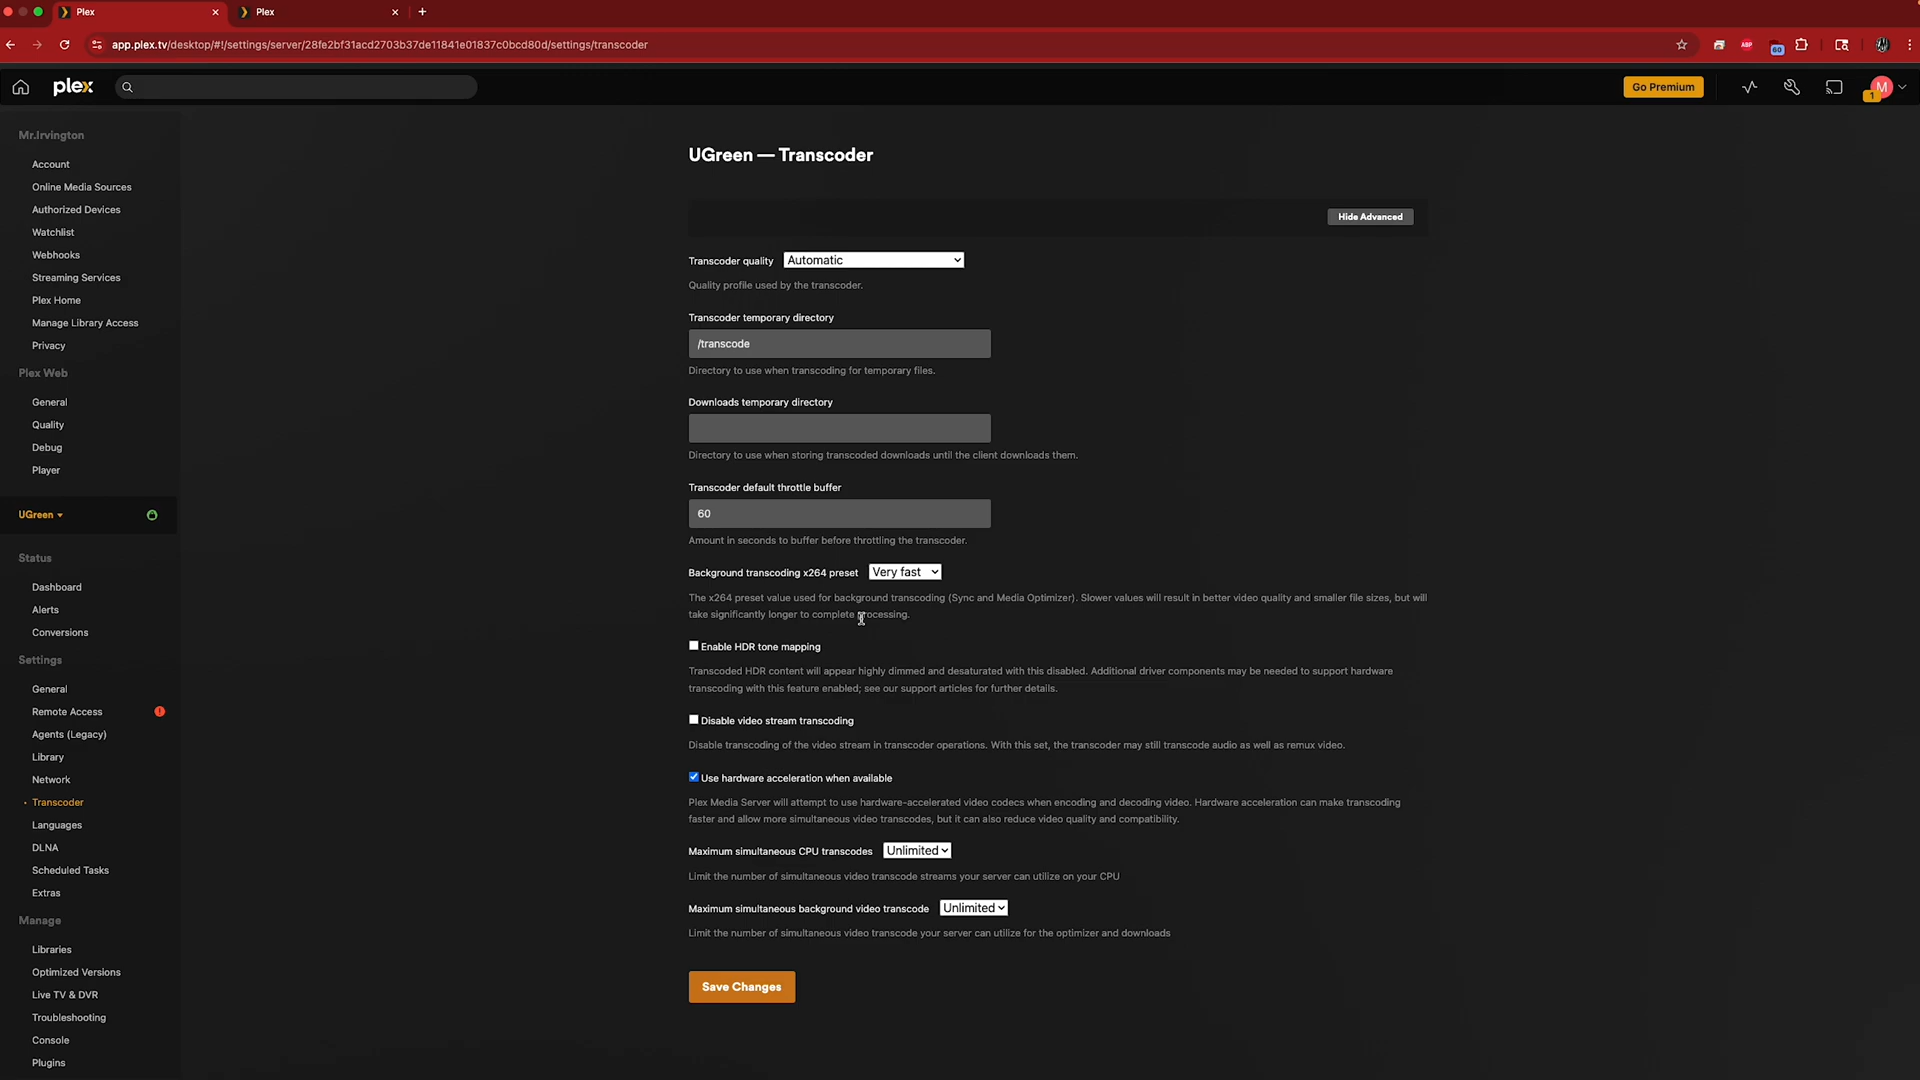 Plex
Plex
app.plex.tv/desktop/#!/settings/server/28fe2bf31acd2703b37de11841e01837c0bcd80d/settings/transcoder
ABP
60
plex
Go Premium
M
1
Mr.Irvington
Account
Online Media Sources
Authorized Devices
Watchlist
Webhooks
Streaming Services
Plex Home
Manage Library Access
Privacy
Plex Web
General
Quality
Debug
Player
UGreen
Status
Dashboard
Alerts
Conversions
Settings
General
Remote Access
Agents (Legacy)
Library
Network
Transcoder
Languages
DLNA
Scheduled Tasks
Extras
Manage
Libraries
Optimized Versions
Live TV & DVR
Troubleshooting
Console
Plugins
UGreen — Transcoder
Hide Advanced
Transcoder quality Automatic
Quality profile used by the transcoder.
Transcoder temporary directory
/transcode
Directory to use when transcoding for temporary files.
Downloads temporary directory
Directory to use when storing transcoded downloads until the client downloads them.
Transcoder default throttle buffer
60
Amount in seconds to buffer before throttling the transcoder.
Background transcoding x264 preset Very fast
The x264 preset value used for background transcoding (Sync and Media Optimizer). Slower values will result in better video quality and smaller file sizes, but will
take significantly longer to complete processing.
Enable HDR tone mapping
Transcoded HDR content will appear highly dimmed and desaturated with this disabled. Additional driver components may be needed to support hardware
transcoding with this feature enabled; see our support articles for further details.
Disable video stream transcoding
Disable transcoding of the video stream in transcoder operations. With this set, the transcoder may still transcode audio as well as remux video.
Use hardware acceleration when available
Plex Media Server will attempt to use hardware-accelerated video codecs when encoding and decoding video. Hardware acceleration can make transcoding
faster and allow more simultaneous video transcodes, but it can also reduce video quality and compatibility.
Maximum simultaneous CPU transcodes Unlimited
Limit the number of simultaneous video transcode streams your server can utilize on your CPU
Maximum simultaneous background video transcode Unlimited
Limit the number of simultaneous video transcode your server can utilize for the optimizer and downloads
Save Changes